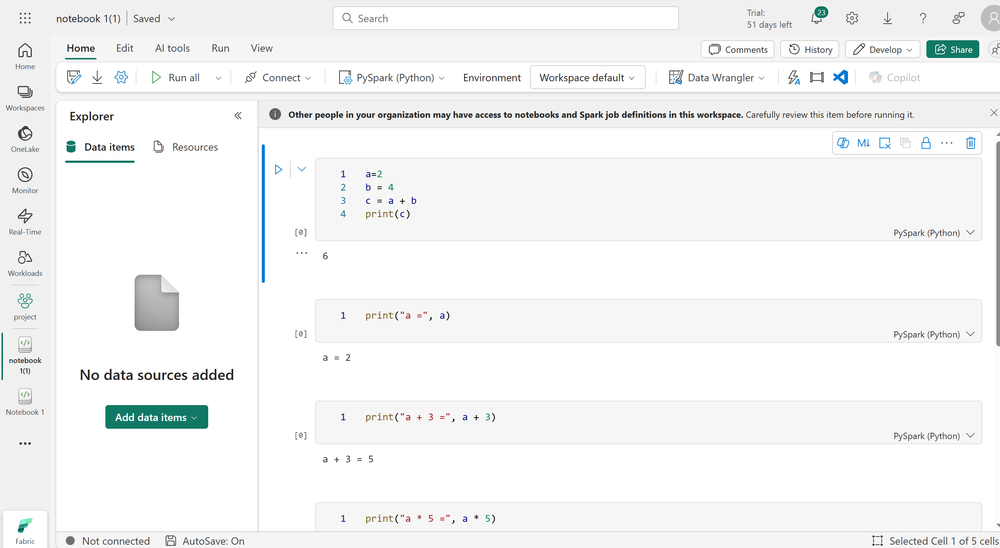 notebook 1(1) | Saved
Search
Trial:
51 days left
23
Home
Edit
AI tools
Run
View
Comments
History
Develop
Share
Run all
Connect
PySpark (Python)
Environment
Workspace default
Data Wrangler
Copilot
Home
Workspaces
OneLake
Monitor
Real-Time
Workloads
project
notebook
1(1)
Notebook 1
Fabric
Explorer
Data items
Resources
No data sources added
Add data items
Other people in your organization may have access to notebooks and Spark job definitions in this workspace. Carefully review this item before running it.
M↓
1 a=2
2 b = 4
3 c = a + b
4 print(c)
[0]
PySpark (Python)
6
1 print("a =", a)
[0]
PySpark (Python)
a = 2
1 print("a + 3 =", a + 3)
[0]
PySpark (Python)
a + 3 = 5
1 print("a * 5 =", a * 5)
Not connected
AutoSave: On
Selected Cell 1 of 5 cells